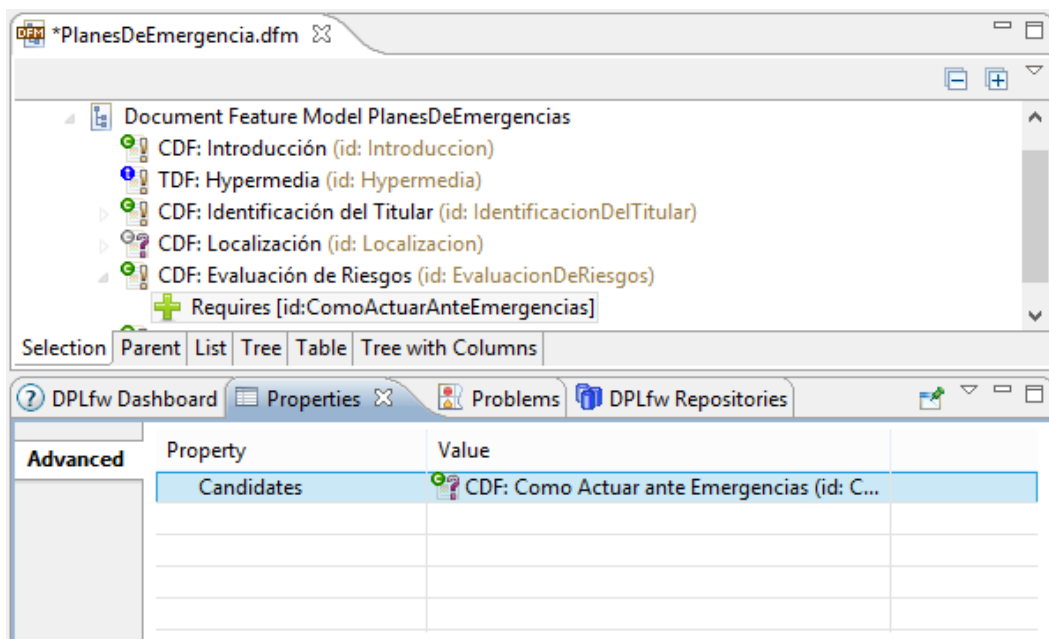 *PlanesDeEmergencia.dfm
Document Feature Model PlanesDeEmergencias
CDF: Introducción (id: Introduccion)
TDF: Hypermedia (id: Hypermedia)
CDF: Identificación del Titular (id: IdentificacionDelTitular)
CDF: Localización (id: Localizacion)
CDF: Evaluación de Riesgos (id: EvaluacionDeRiesgos)
Requires [id:ComoActuarAnteEmergencias]
Selection Parent List Tree Table Tree with Columns
DPLfw Dashboard Properties Problems DPLfw Repositories
Advanced Property Value
Candidates CDF: Como Actuar ante Emergencias (id: C...